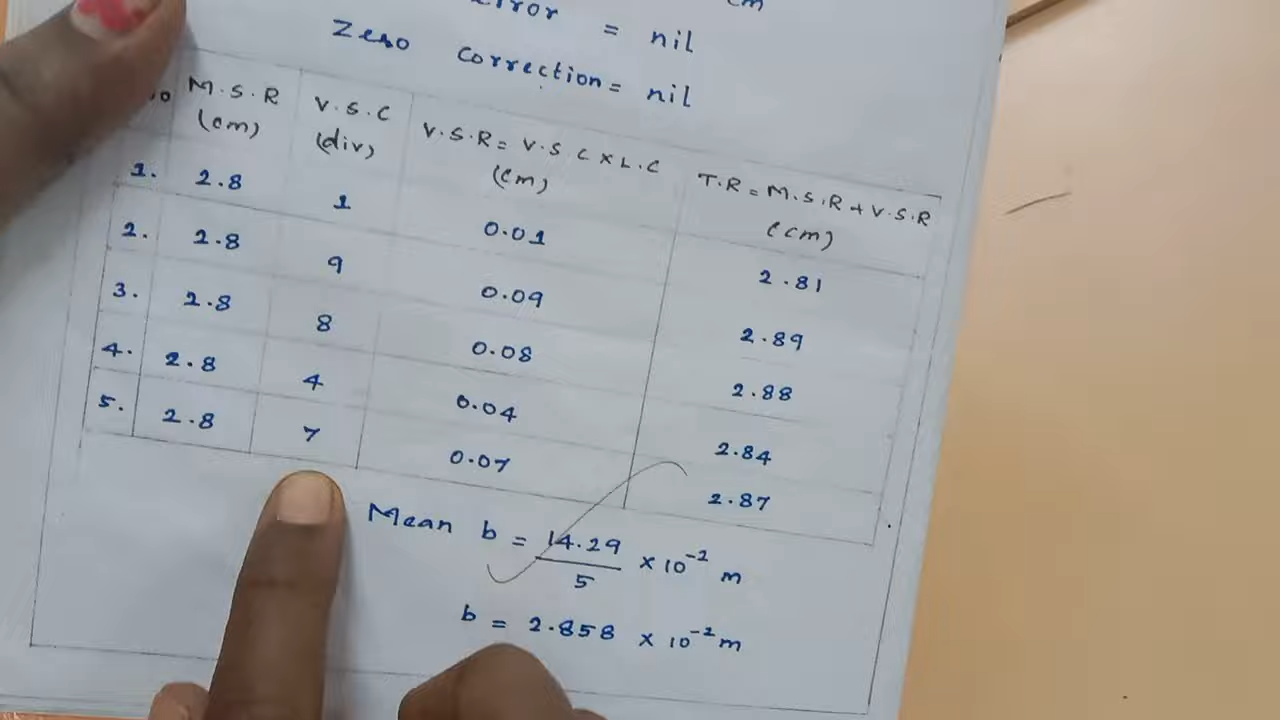 cm
error = nil
Zero correction = nil
No M.S.R (cm) V.S.C (div) V.S.R = V.S.C X L.C (cm) T.R = M.S.R + V.S.R (cm)
1. 2.8 1 0.01 2.81
2. 2.8 9 0.09 2.89
3. 2.8 8 0.08 2.88
4. 2.8 4 0.04 2.84
5. 2.8 7 0.07 2.87
Mean b = 14.29/5 × 10⁻² m
b = 2.858 × 10⁻² m